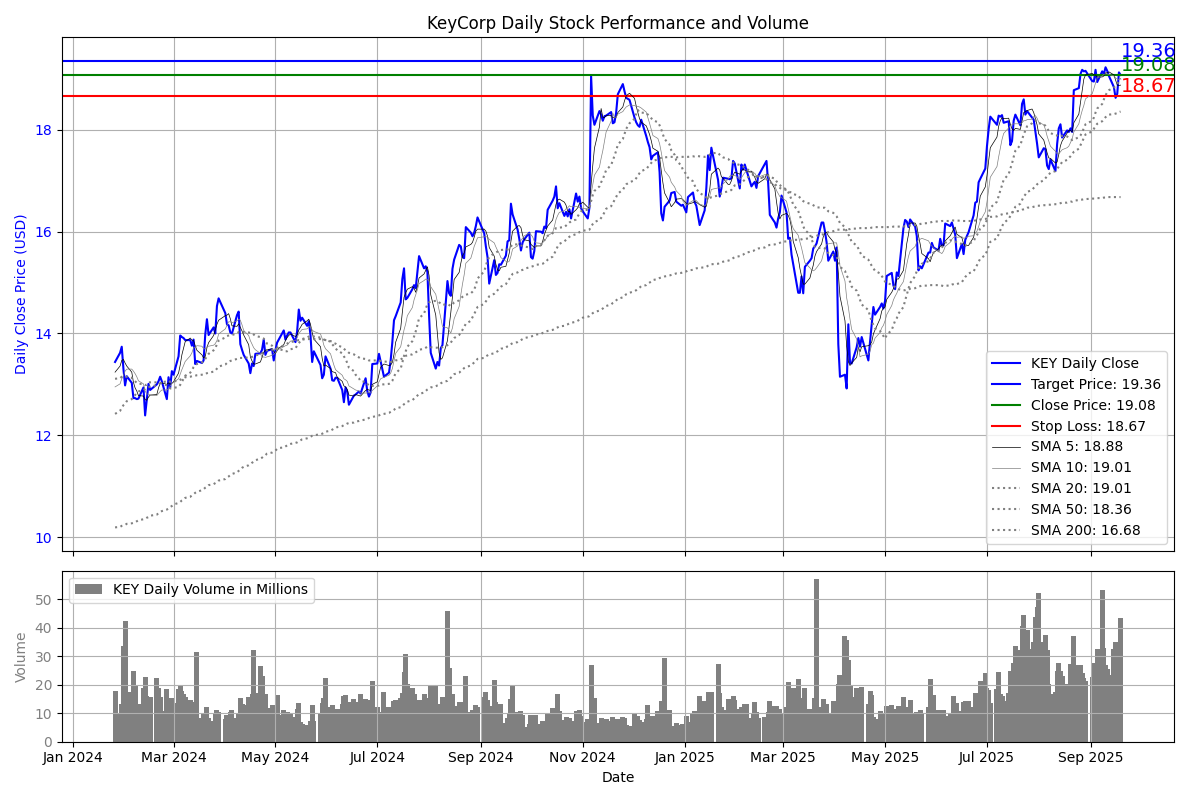 KeyCorp Daily Stock Performance and Volume
19.36
19.08
18.67
18
16
14
12
10
Daily Close Price (USD)
KEY Daily Close
Target Price: 19.36
Close Price: 19.08
Stop Loss: 18.67
SMA 5: 18.88
SMA 10: 19.01
SMA 20: 19.01
SMA 50: 18.36
SMA 200: 16.68
KEY Daily Volume in Millions
50
40
30
20
10
0
Volume
Jan 2024 Mar 2024 May 2024 Jul 2024 Sep 2024 Nov 2024 Jan 2025 Mar 2025 May 2025 Jul 2025 Sep 2025
Date